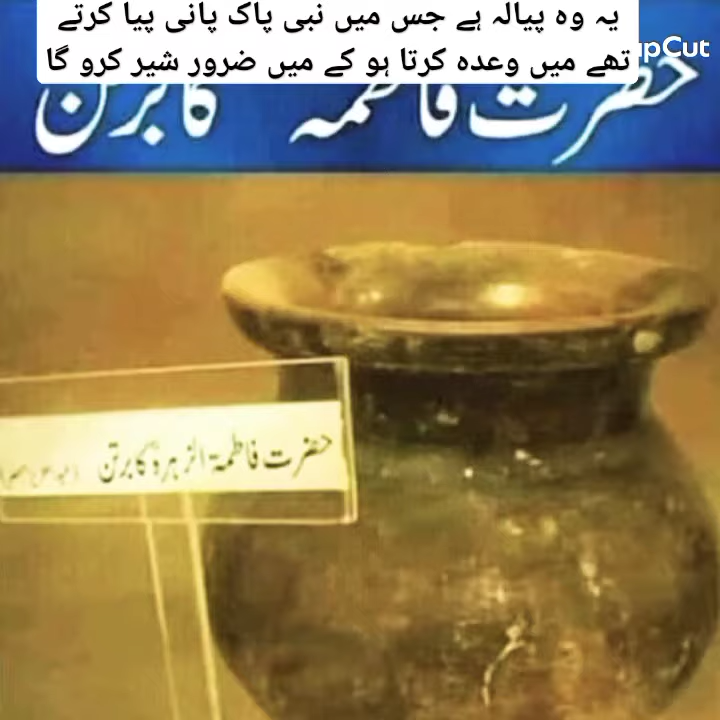 یہ وہ پیالہ ہے جس میں نبی پاک پانی پیا کرتے
تھے میں وعدہ کرتا ہو کے میں ضرور شیر کرو گا
pCut
حضرت فاطمہ کا برتن
حضرت فاطمۃ الزہرہ کا برتن